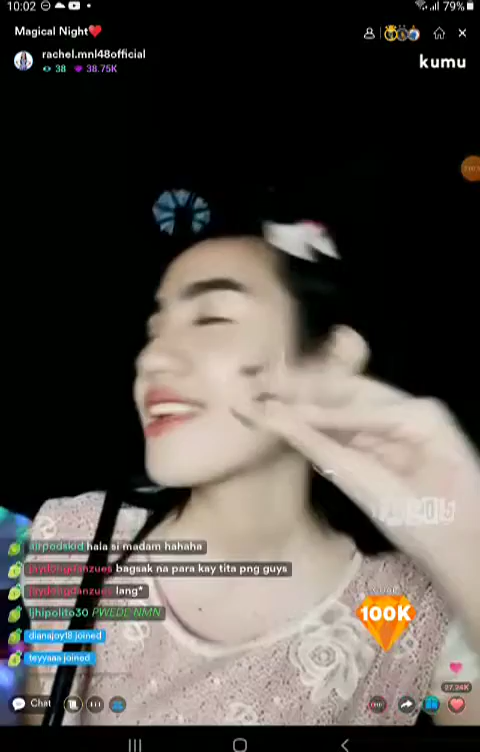 10:02
79%
Magical Night❤
rachel.mnl48official
38 38.75K
kumu
hala si madam hahaha
bagsak na para kay tita png guys
lang*
ljhipolito30 PWEDE NMN
dianajoy18 joined
teyyaaa joined
100K
27.24K
Chat